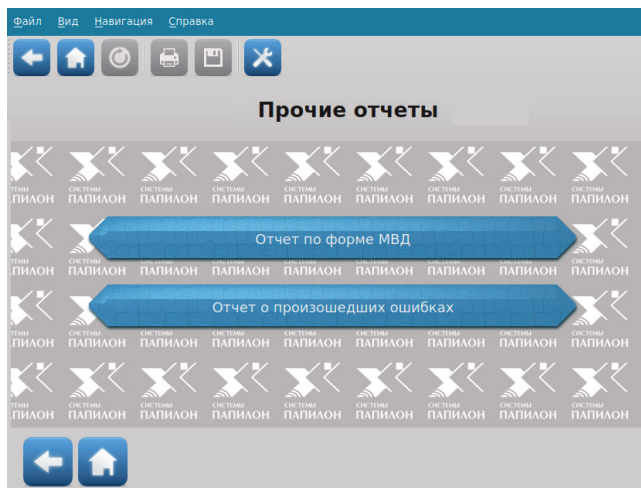 Файл Вид Навигация Справка
Прочие отчеты
СИСТЕМЫ ПАПИЛОН
Отчет по форме МВД
Отчет о произошедших ошибках